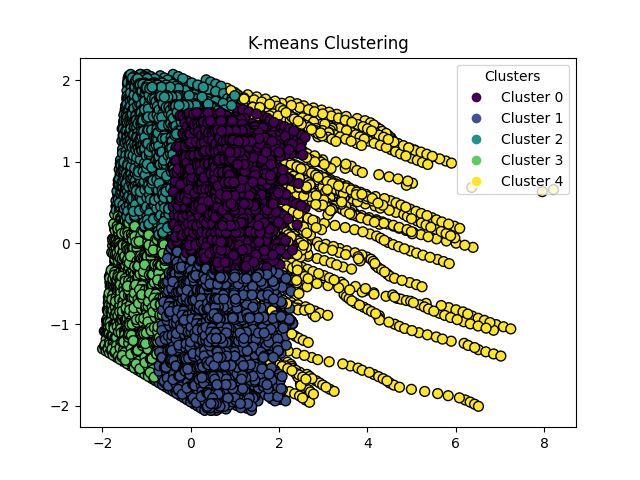 K-means Clustering
Clusters
Cluster 0
Cluster 1
Cluster 2
Cluster 3
Cluster 4
2
1
0
−1
−2
−2
0
2
4
6
8